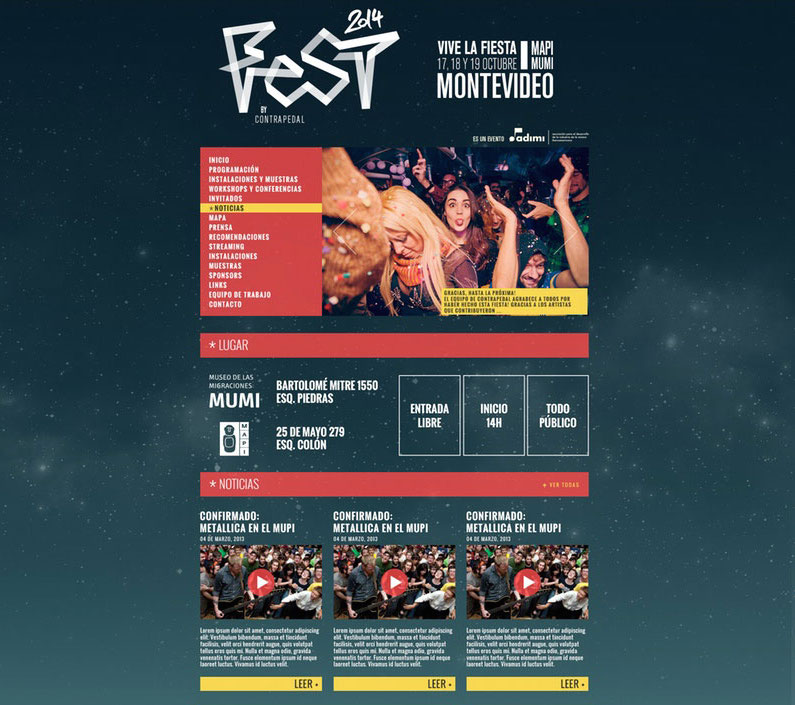 2014
Fest
BY
CONTRAPEDAL
VIVE LA FIESTA
17, 18 Y 19 OCTUBRE
MAPI
MUMI
MONTEVIDEO
ES UN EVENTO
adimi
INICIO
PROGRAMACIÓN
INSTALACIONES Y MUESTRAS
WORKSHOPS Y CONFERENCIAS
INVITADOS
* NOTICIAS
MAPA
PRENSA
RECOMENDACIONES
STREAMING
INSTALACIONES
MUESTRAS
SPONSORS
LINKS
EQUIPO DE TRABAJO
CONTACTO
GRACIAS, HASTA LA PRÓXIMA!
EL EQUIPO DE CONTRAPEDAL AGRADECE A TODOS POR
HABER HECHO ESTA FIESTA! GRACIAS A LOS ARTISTAS
QUE CONTRIBUYERON ...
* LUGAR
MUSEO DE LAS
MIGRACIONES
MUMI
BARTOLOMÉ MITRE 1550
ESQ. PIEDRAS
MAPI
25 DE MAYO 279
ESQ. COLÓN
ENTRADA
LIBRE
INICIO
14H
TODO
PÚBLICO
* NOTICIAS
+ VER TODAS
CONFIRMADO:
METALLICA EN EL MUPI
04 DE MARZO, 2013
Lorem ipsum dolor sit amet, consectetur adipiscing
elit. Vestibulum bibendum, massa et tincidunt
facilisis, velit orci hendrerit augue, quis volutpat
tellus eros quis mi. Nulla et magna odio, gravida
venenatis tortor. Fusce elementum ipsum id neque
laoreet luctus. Vivamus id luctus velit.
LEER +
CONFIRMADO:
METALLICA EN EL MUPI
04 DE MARZO, 2013
Lorem ipsum dolor sit amet, consectetur adipiscing
elit. Vestibulum bibendum, massa et tincidunt
facilisis, velit orci hendrerit augue, quis volutpat
tellus eros quis mi. Nulla et magna odio, gravida
venenatis tortor. Fusce elementum ipsum id neque
laoreet luctus. Vivamus id luctus velit.
LEER +
CONFIRMADO:
METALLICA EN EL MUPI
04 DE MARZO, 2013
Lorem ipsum dolor sit amet, consectetur adipiscing
elit. Vestibulum bibendum, massa et tincidunt
facilisis, velit orci hendrerit augue, quis volutpat
tellus eros quis mi. Nulla et magna odio, gravida
venenatis tortor. Fusce elementum ipsum id neque
laoreet luctus. Vivamus id luctus velit.
LEER +